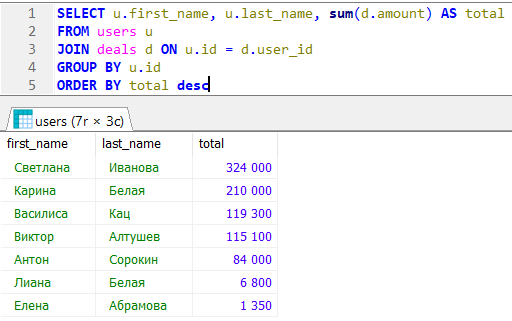 1 SELECT u.first_name, u.last_name, sum(d.amount) AS total
2 FROM users u
3 JOIN deals d ON u.id = d.user_id
4 GROUP BY u.id
5 ORDER BY total desc
users (7r × 3c)
first_name last_name total
Светлана Иванова 324 000
Карина Белая 210 000
Василиса Кац 119 300
Виктор Алтушев 115 100
Антон Сорокин 84 000
Лиана Белая 6 800
Елена Абрамова 1 350